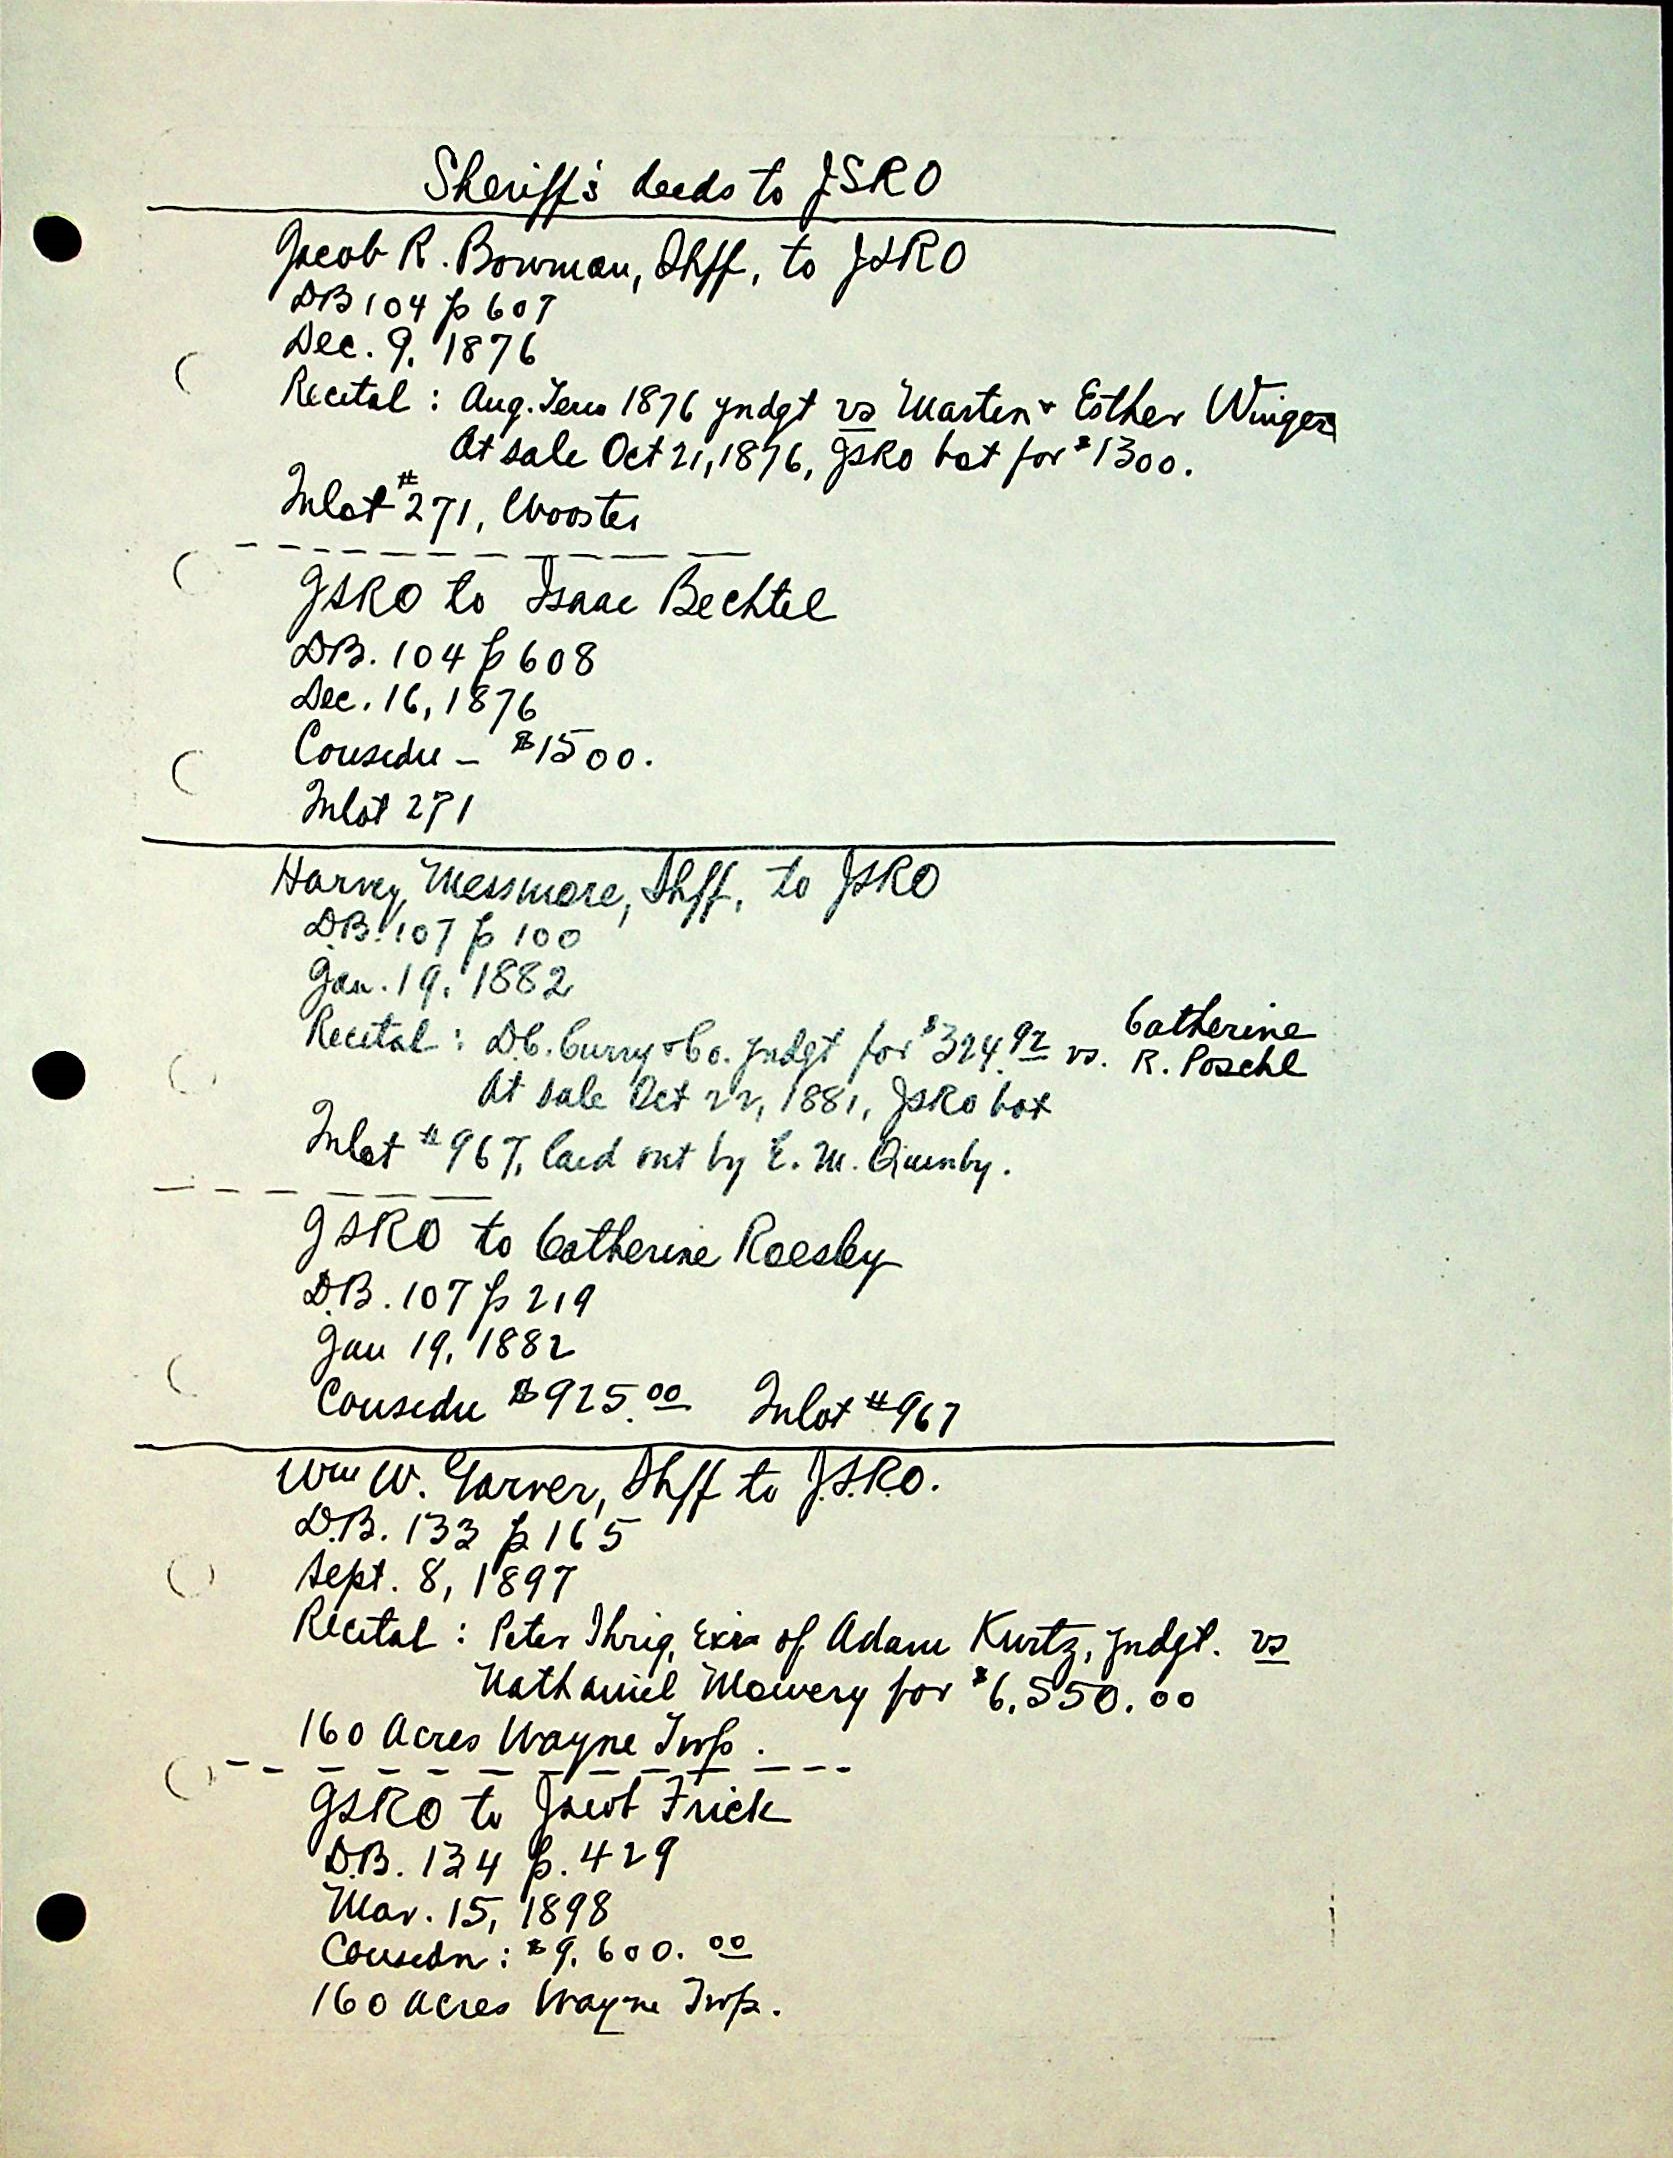 Sheriff's deeds to JSRO
Jacob R. Bowman, Shff, to JSRO
DB 104 p 607
Dec. 9, 1876
Recital : Aug. Term 1876 judgt vs Martin & Esther Winger
At sale Oct 21, 1876, JSRO bot for $1300.
Inlot #271, Wooster
JSRO to Isaac Bechtel
DB. 104 p 608
Dec. 16, 1876
Considn - $1500.
Inlot 271
Harvey Messmore, Shff, to JSRO
D.B. 107 p 100
Jan. 19, 1882
Recital : D.C. Curry & Co. judgt for $324.92 vs. Catherine R. Poschl
At sale Oct 22, 1881, JSRO bot
Inlot #967, laid out by E. M. Quinby.
JSRO to Catherine Roesley
D.B. 107 p 219
Jan 19, 1882
Considn $925.00 Inlot #967
Wm W. Garver, Shff to J.S.R.O.
D.B. 133 p 165
Sept. 8, 1897
Recital : Peter Ihrig, Exr of Adam Kurtz, judgt. vs
Nathaniel Mowery for $6,550.00
160 Acres Wayne Twp.
JSRO to Jacob Frick
D.B. 134 p. 429
Mar. 15, 1898
Considn : $9,600.00
160 acres Wayne Twp.